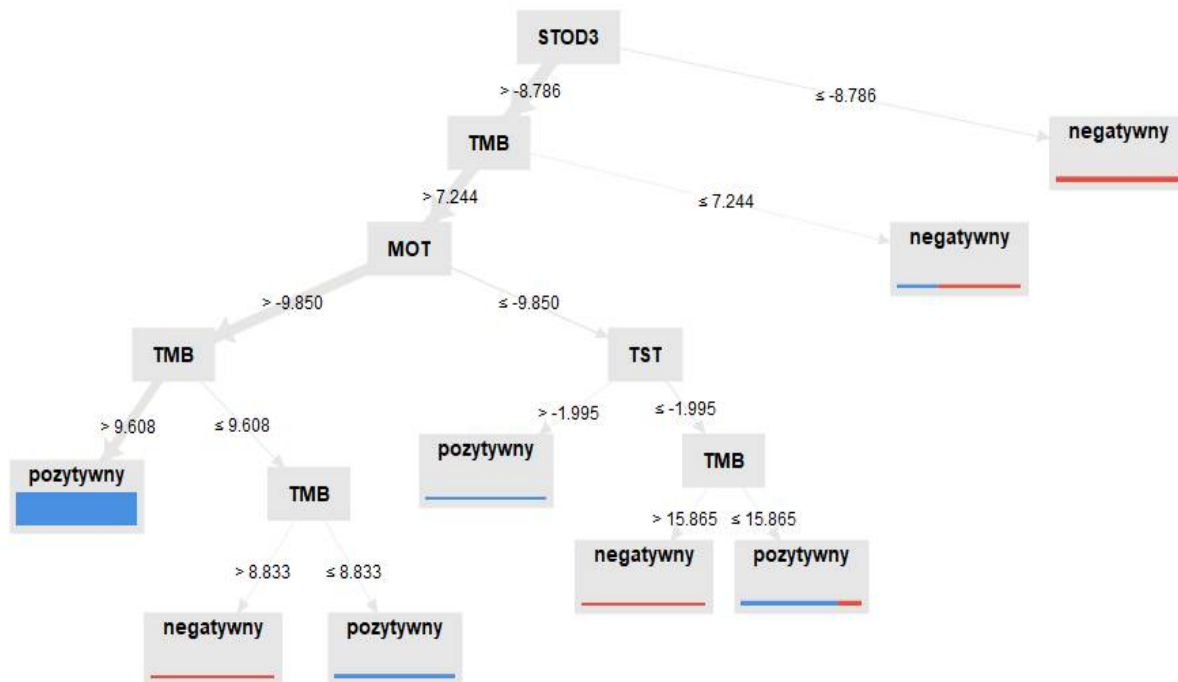 STOD3
> -8.786
≤ -8.786
TMB
negatywny
> 7.244
≤ 7.244
MOT
negatywny
> -9.850
≤ -9.850
TMB
TST
> 9.608
≤ 9.608
> -1.995
≤ -1.995
pozytywny
TMB
pozytywny
TMB
> 8.833
≤ 8.833
> 15.865
≤ 15.865
negatywny
pozytywny
negatywny
pozytywny